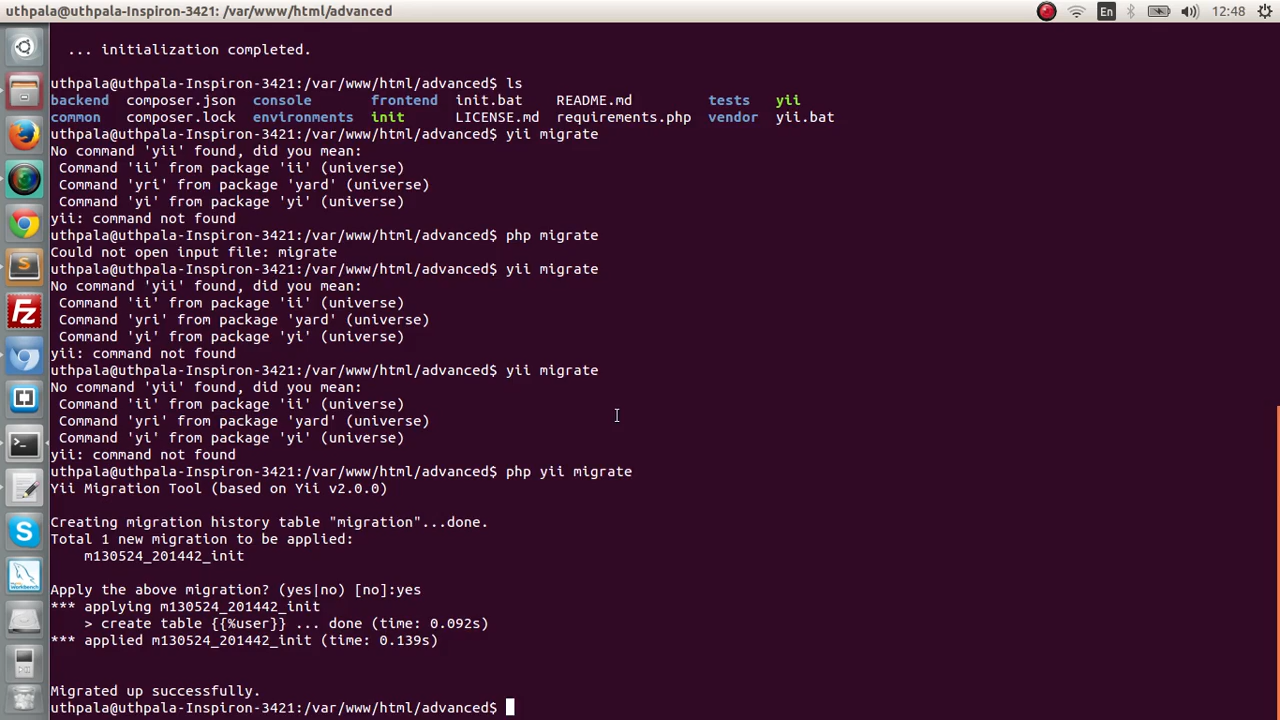 uthpala@uthpala-Inspiron-3421: /var/www/html/advanced
En
12:48
... initialization completed.
uthpala@uthpala-Inspiron-3421:/var/www/html/advanced$ ls
backend composer.json console frontend init.bat README.md tests yii
common composer.lock environments init LICENSE.md requirements.php vendor yii.bat
uthpala@uthpala-Inspiron-3421:/var/www/html/advanced$ yii migrate
No command 'yii' found, did you mean:
Command 'ii' from package 'ii' (universe)
Command 'yri' from package 'yard' (universe)
Command 'yi' from package 'yi' (universe)
yii: command not found
uthpala@uthpala-Inspiron-3421:/var/www/html/advanced$ php migrate
Could not open input file: migrate
uthpala@uthpala-Inspiron-3421:/var/www/html/advanced$ yii migrate
No command 'yii' found, did you mean:
Command 'ii' from package 'ii' (universe)
Command 'yri' from package 'yard' (universe)
Command 'yi' from package 'yi' (universe)
yii: command not found
uthpala@uthpala-Inspiron-3421:/var/www/html/advanced$ yii migrate
No command 'yii' found, did you mean:
Command 'ii' from package 'ii' (universe)
Command 'yri' from package 'yard' (universe)
Command 'yi' from package 'yi' (universe)
yii: command not found
uthpala@uthpala-Inspiron-3421:/var/www/html/advanced$ php yii migrate
Yii Migration Tool (based on Yii v2.0.0)
Creating migration history table "migration"...done.
Total 1 new migration to be applied:
m130524_201442_init
Apply the above migration? (yes|no) [no]:yes
*** applying m130524_201442_init
> create table {{%user}} ... done (time: 0.092s)
*** applied m130524_201442_init (time: 0.139s)
Migrated up successfully.
uthpala@uthpala-Inspiron-3421:/var/www/html/advanced$